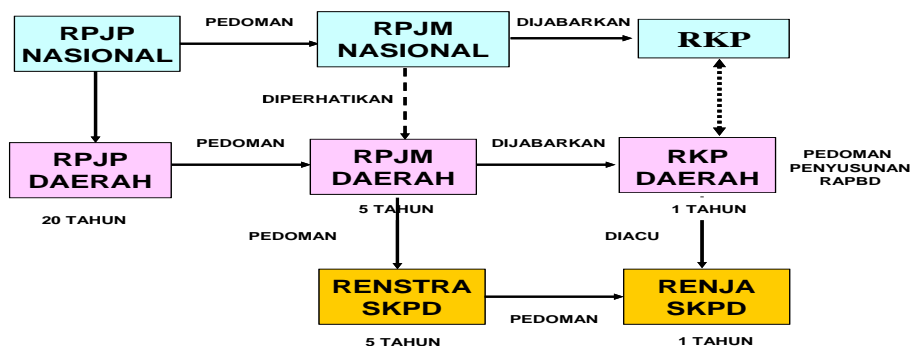 RPJP
NASIONAL
PEDOMAN
RPJM
NASIONAL
DIJABARKAN
RKP
DIPERHATIKAN
RPJP
DAERAH
PEDOMAN
RPJM
DAERAH
DIJABARKAN
RKP
DAERAH
PEDOMAN
PENYUSUNAN
RAPBD
20 TAHUN
5 TAHUN
1 TAHUN
PEDOMAN
DIACU
RENSTRA
SKPD
PEDOMAN
RENJA
SKPD
5 TAHUN
1 TAHUN